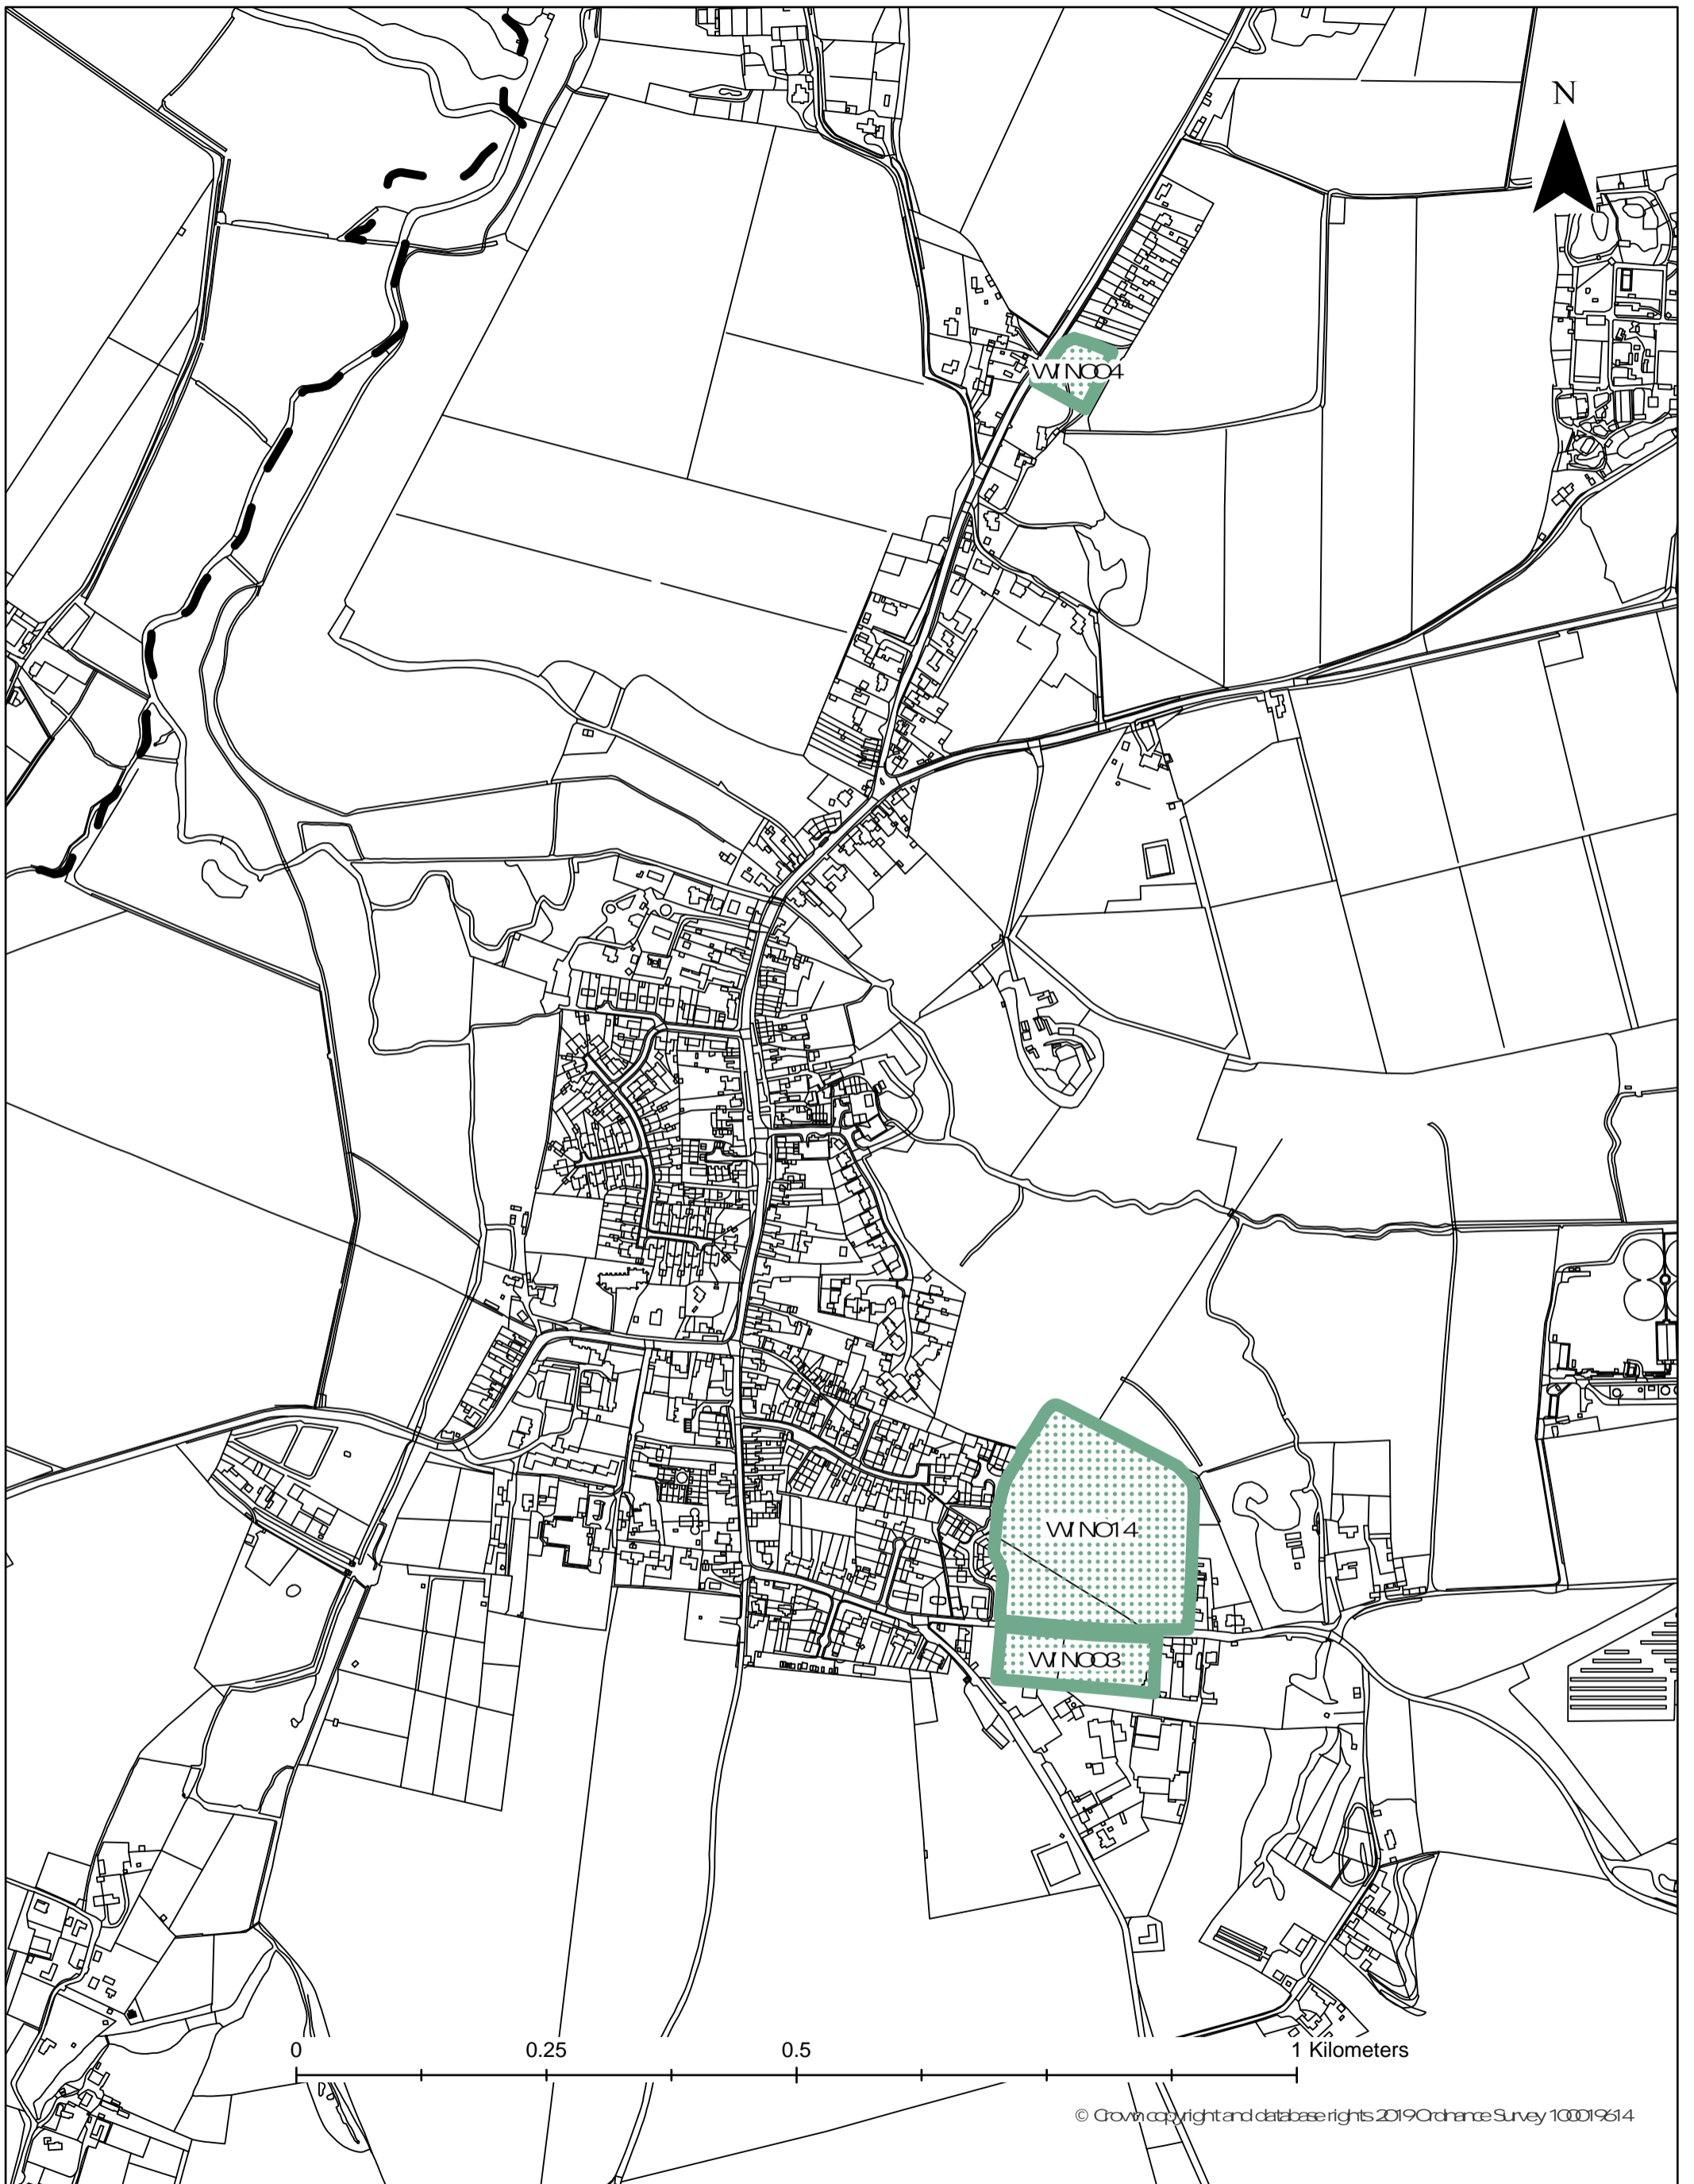 N
WIN004
WIN014
WIN003
0 0.25 0.5 1 Kilometers
© Crown copyright and database rights 2019 Ordnance Survey 100019614